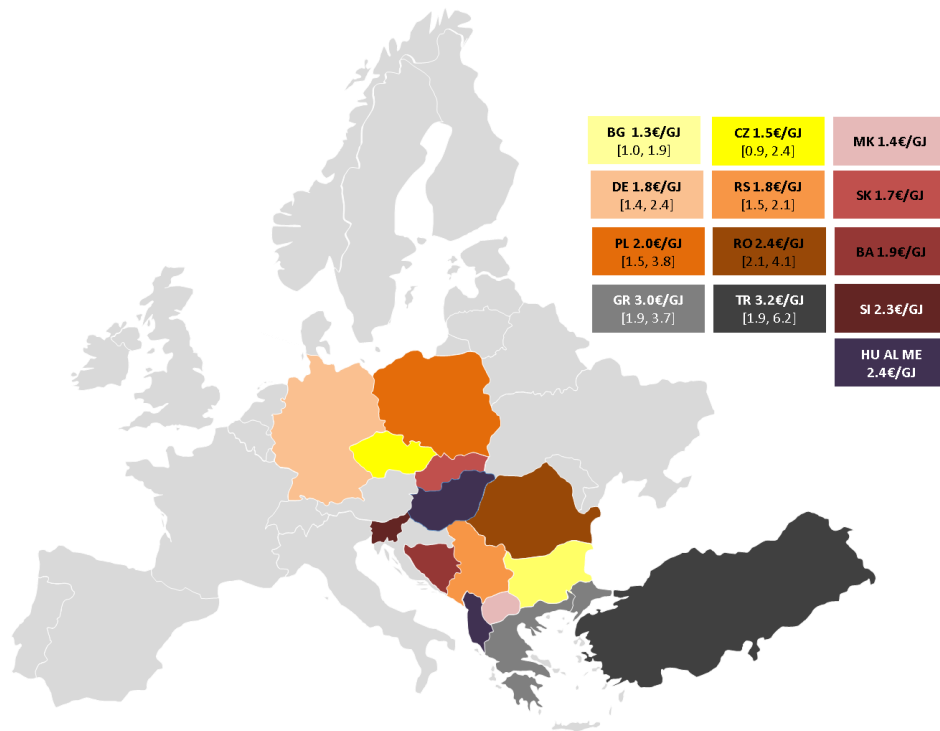 BG 1.3€/GJ
[1.0, 1.9]
CZ 1.5€/GJ
[0.9, 2.4]
MK 1.4€/GJ
DE 1.8€/GJ
[1.4, 2.4]
RS 1.8€/GJ
[1.5, 2.1]
SK 1.7€/GJ
PL 2.0€/GJ
[1.5, 3.8]
RO 2.4€/GJ
[2.1, 4.1]
BA 1.9€/GJ
GR 3.0€/GJ
[1.9, 3.7]
TR 3.2€/GJ
[1.9, 6.2]
SI 2.3€/GJ
HU AL ME
2.4€/GJ